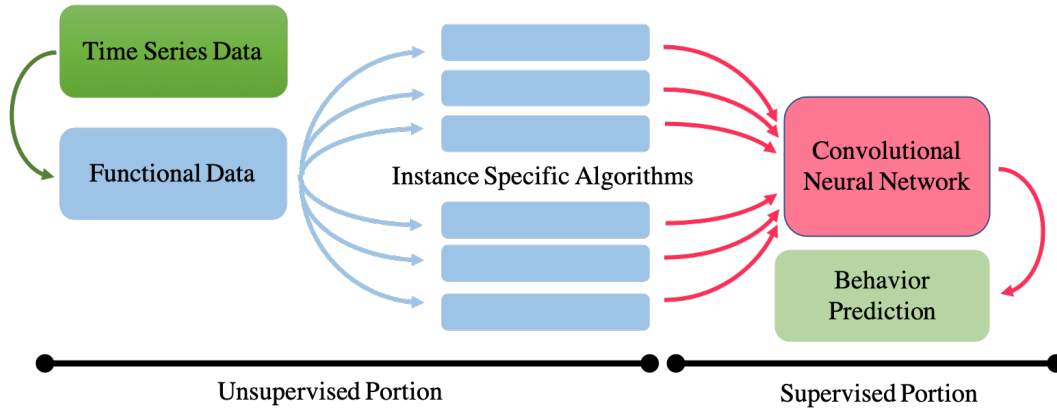 Time Series Data
Functional Data
Instance Specific Algorithms
Convolutional
Neural Network
Behavior
Prediction
Unsupervised Portion
Supervised Portion